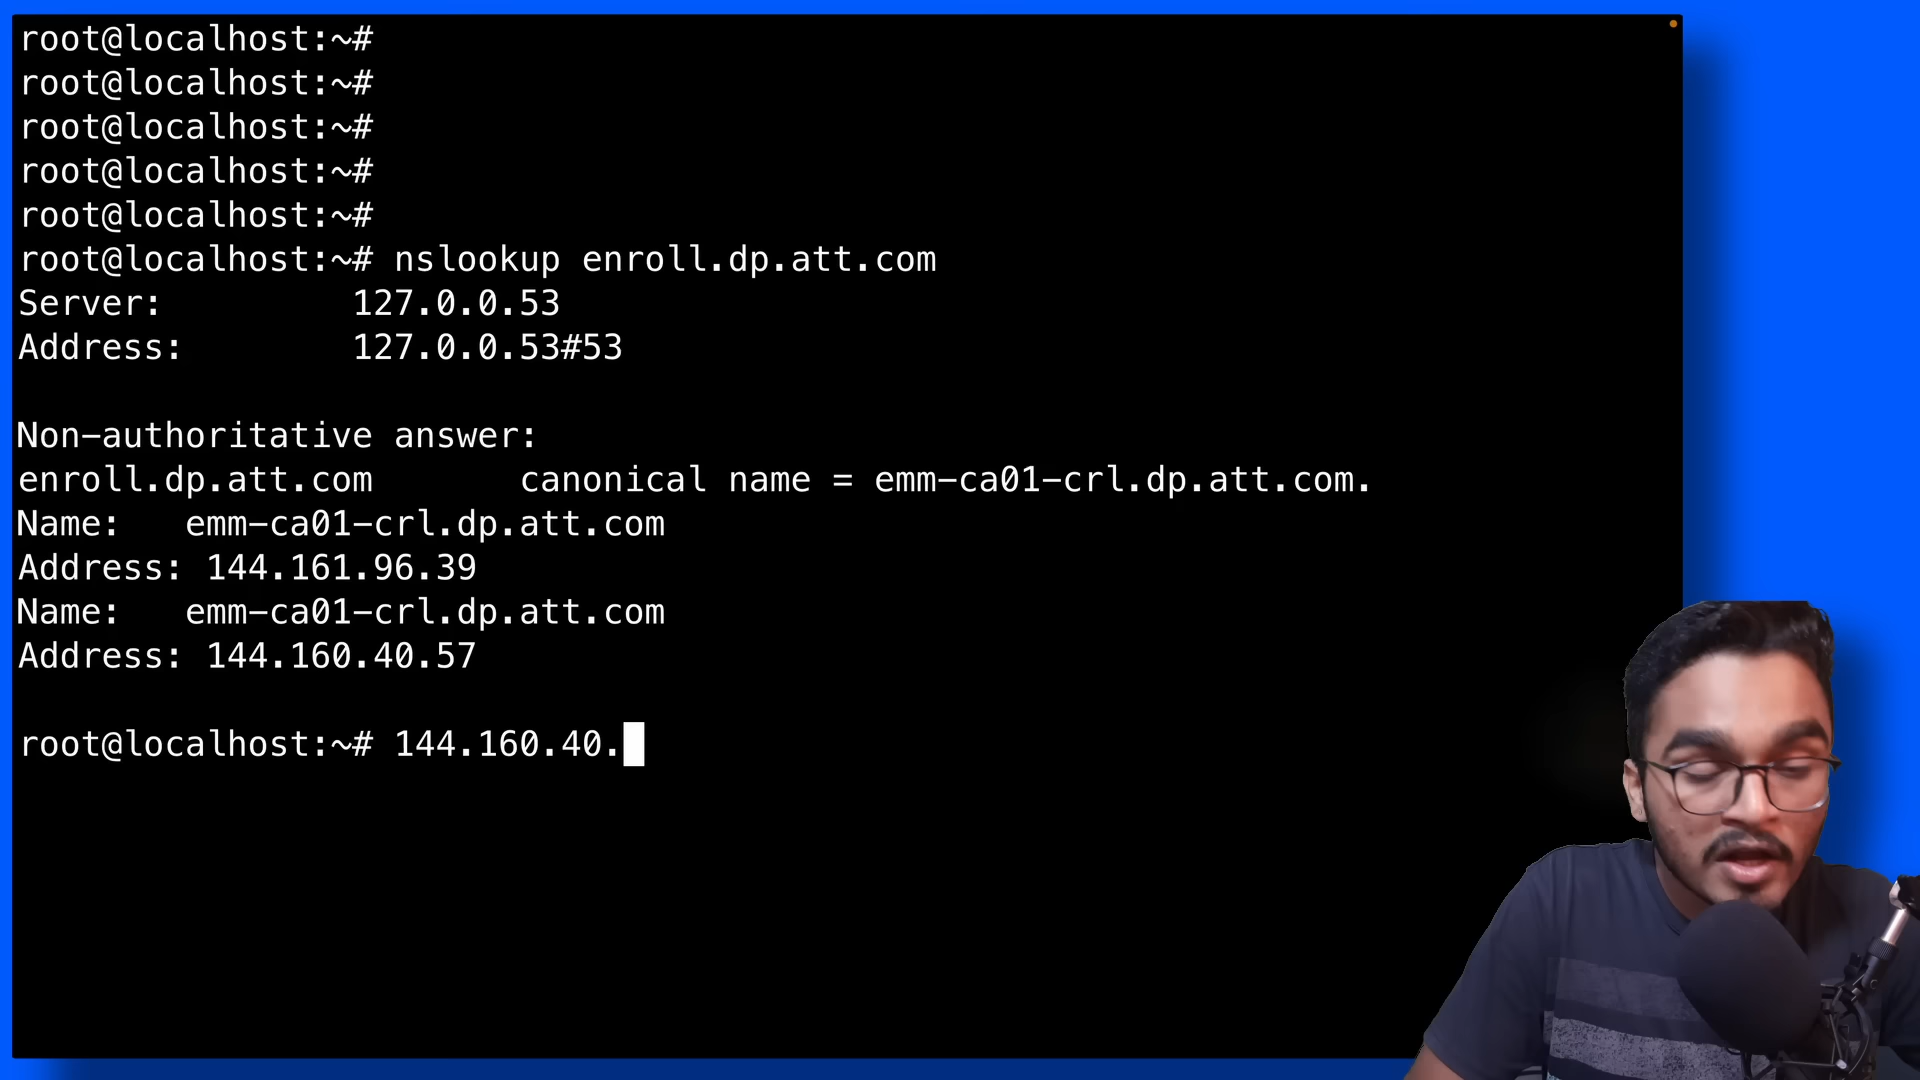 root@localhost:~#
root@localhost:~#
root@localhost:~#
root@localhost:~#
root@localhost:~#
root@localhost:~# nslookup enroll.dp.att.com
Server: 127.0.0.53
Address: 127.0.0.53#53
Non-authoritative answer:
enroll.dp.att.com canonical name = emm-ca01-crl.dp.att.com.
Name: emm-ca01-crl.dp.att.com
Address: 144.161.96.39
Name: emm-ca01-crl.dp.att.com
Address: 144.160.40.57
root@localhost:~# 144.160.40.